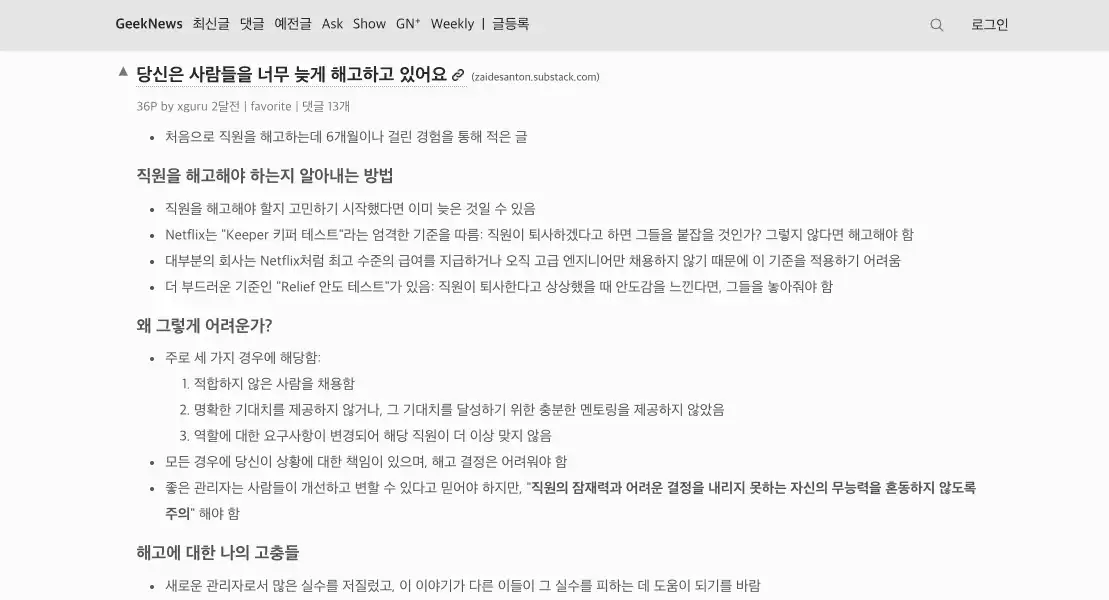 GeekNews 최신글 댓글 예전글 Ask Show GN⁺ Weekly | 글등록 로그인
▲ 당신은 사람들을 너무 늦게 해고하고 있어요 (zaidesanton.substack.com)
36P by xguru 2달전 | favorite | 댓글 13개
• 처음으로 직원을 해고하는데 6개월이나 걸린 경험을 통해 적은 글
직원을 해고해야 하는지 알아내는 방법
• 직원을 해고해야 할지 고민하기 시작했다면 이미 늦은 것일 수 있음
• Netflix는 "Keeper 키퍼 테스트"라는 엄격한 기준을 따름: 직원이 퇴사하겠다고 하면 그들을 붙잡을 것인가? 그렇지 않다면 해고해야 함
• 대부분의 회사는 Netflix처럼 최고 수준의 급여를 지급하거나 오직 고급 엔지니어만 채용하지 않기 때문에 이 기준을 적용하기 어려움
• 더 부드러운 기준인 "Relief 안도 테스트"가 있음: 직원이 퇴사한다고 상상했을 때 안도감을 느낀다면, 그들을 놓아줘야 함
왜 그렇게 어려운가?
• 주로 세 가지 경우에 해당함:
1. 적합하지 않은 사람을 채용함
2. 명확한 기대치를 제공하지 않거나, 그 기대치를 달성하기 위한 충분한 멘토링을 제공하지 않았음
3. 역할에 대한 요구사항이 변경되어 해당 직원이 더 이상 맞지 않음
• 모든 경우에 당신이 상황에 대한 책임이 있으며, 해고 결정은 어려워야 함
• 좋은 관리자는 사람들이 개선하고 변할 수 있다고 믿어야 하지만, "직원의 잠재력과 어려운 결정을 내리지 못하는 자신의 무능력을 혼동하지 않도록
주의" 해야 함
해고에 대한 나의 고충들
• 새로운 관리자로서 많은 실수를 저질렀고, 이 이야기가 다른 이들이 그 실수를 피하는 데 도움이 되기를 바람